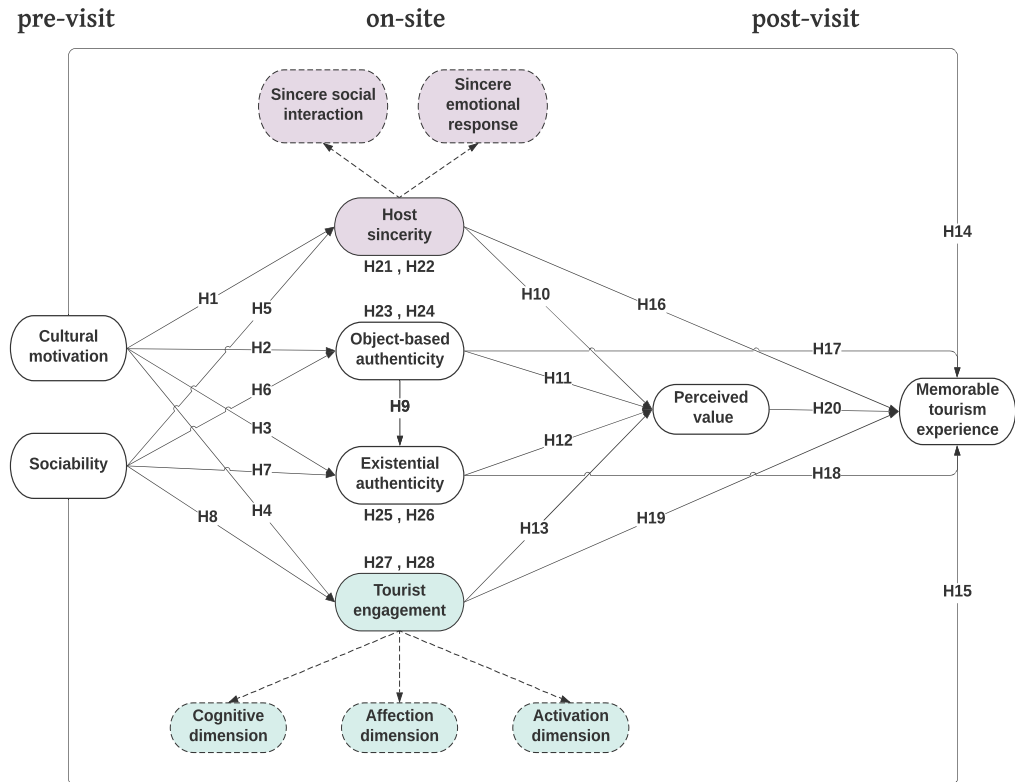 pre-visit
on-site
post-visit
Sincere social
interaction
Sincere
emotional
response
Host
sincerity
H21 , H22
H14
H1
H5
H10
H16
H23 , H24
Cultural
motivation
H2
Object-based
authenticity
H17
H6
H11
H9
Perceived
value
H20
Memorable
tourism
experience
H3
H12
Sociability
H7
Existential
authenticity
H18
H8
H4
H25 , H26
H13
H19
H27 , H28
Tourist
engagement
H15
Cognitive
dimension
Affection
dimension
Activation
dimension